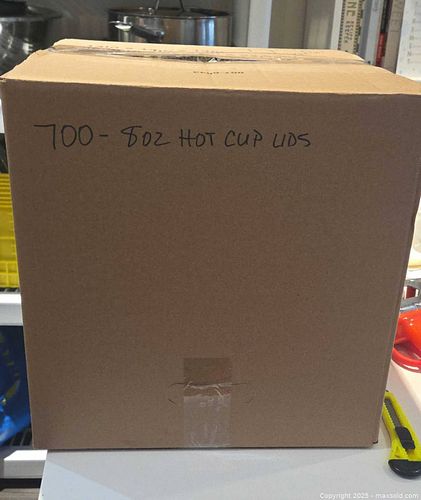 700 - 8oz HOT CUP LIDS
Copyright 2025 - maxsold.com